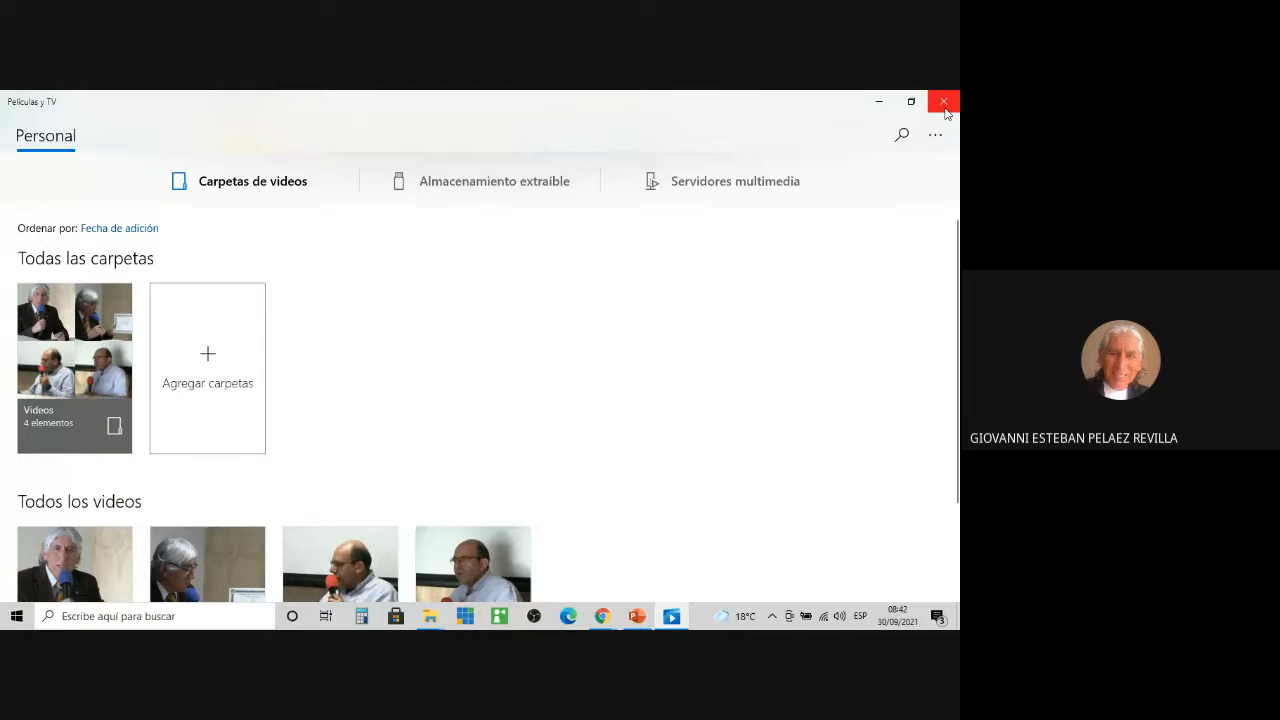 Películas y TV
Personal
Carpetas de videos
Almacenamiento extraíble
Servidores multimedia
Ordenar por: Fecha de adición
Todas las carpetas
Videos
4 elementos
Agregar carpetas
Todos los videos
Escribe aquí para buscar
18°C
ESP
08:42
30/09/2021
3
GIOVANNI ESTEBAN PELAEZ REVILLA